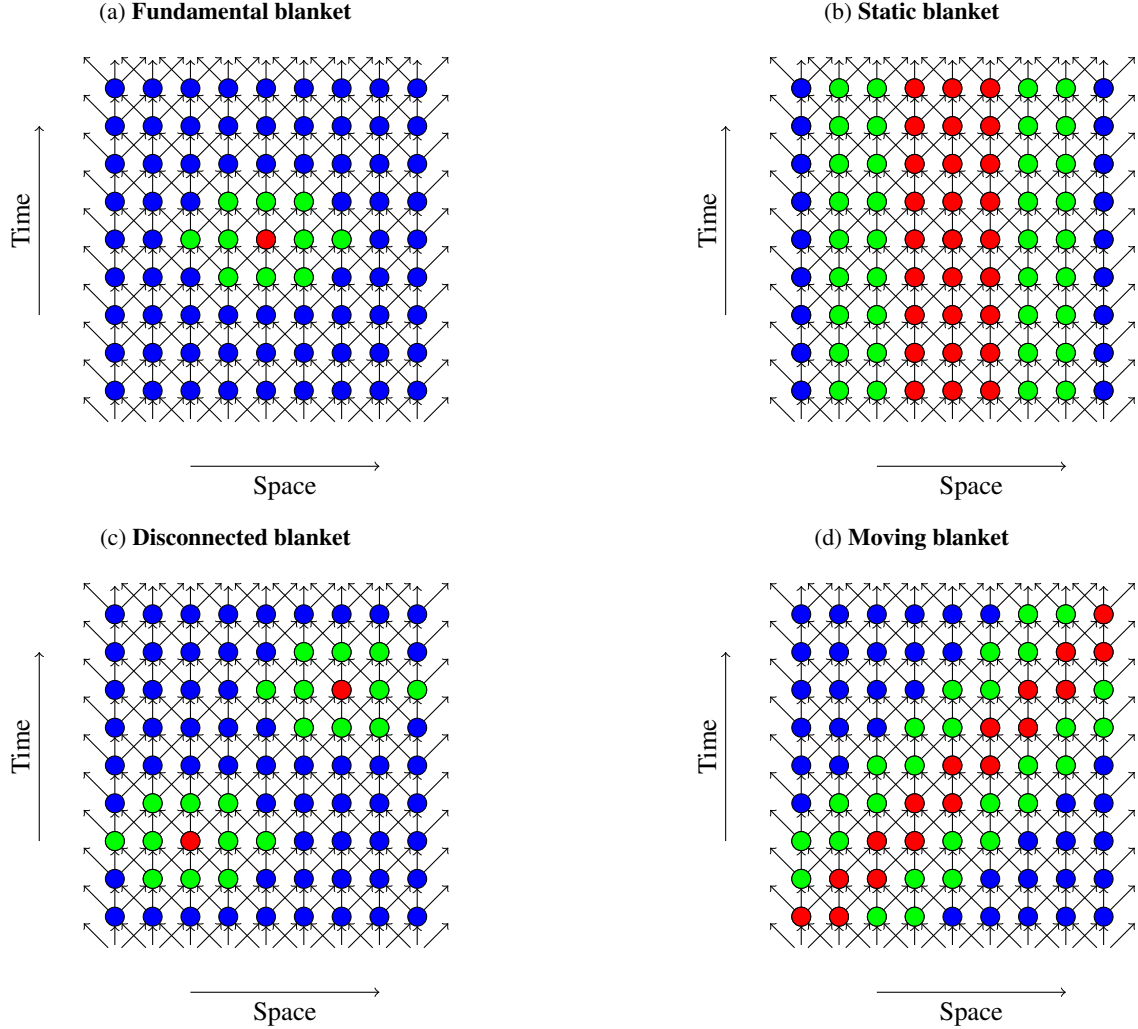 (a) Fundamental blanket
(b) Static blanket
Time
Time
Space
Space
(c) Disconnected blanket
(d) Moving blanket
Time
Time
Space
Space